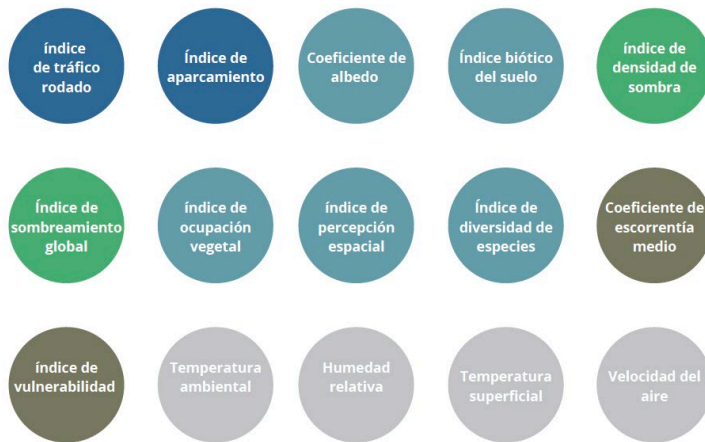 índice
de tráfico
rodado
Índice de
aparcamiento
Coeficiente de
albedo
Índice biótico
del suelo
índice de
densidad de
sombra
Índice de
sombreamiento
global
índice de
ocupación
vegetal
índice de
percepción
espacial
Índice de
diversidad de
especies
Coeficiente de
escorrentía
medio
índice de
vulnerabilidad
Temperatura
ambiental
Humedad
relativa
Temperatura
superficial
Velocidad del
aire